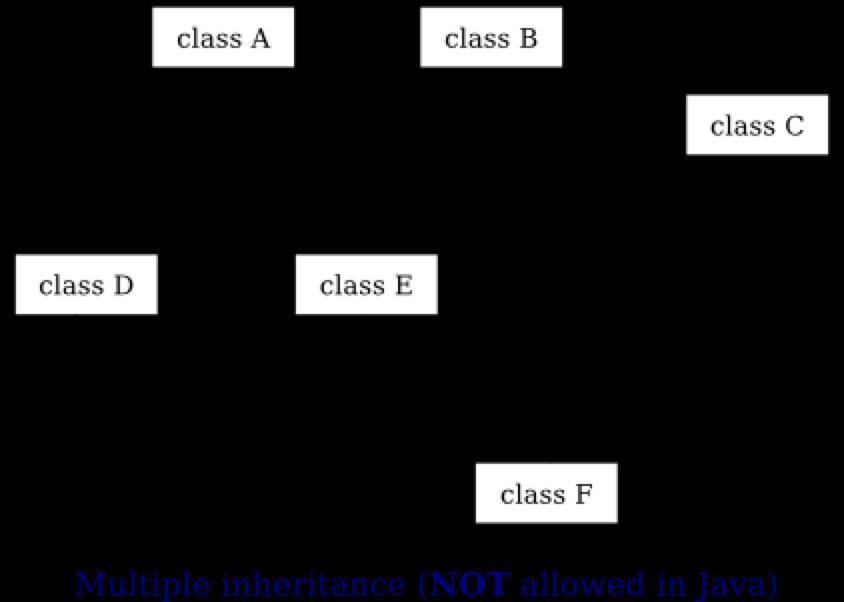 class A
class B
class C
class D
class E
class F
Multiple inheritance (NOT allowed in Java)